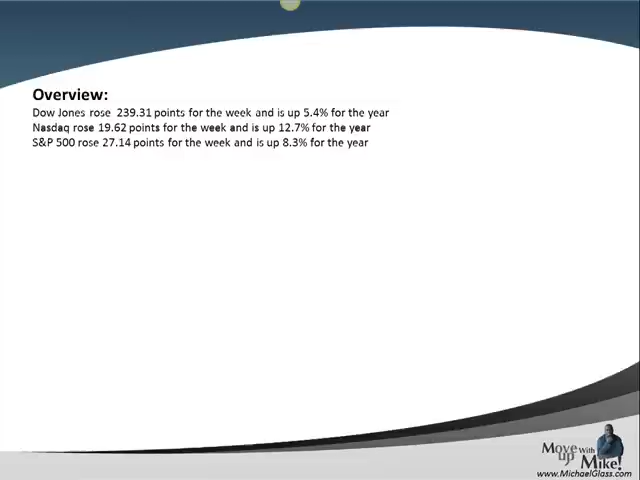 Overview:
Dow Jones rose 239.31 points for the week and is up 5.4% for the year
Nasdaq rose 19.62 points for the week and is up 12.7% for the year
S&P 500 rose 27.14 points for the week and is up 8.3% for the year
Move up With Mike!
www.MichaelGlass.com